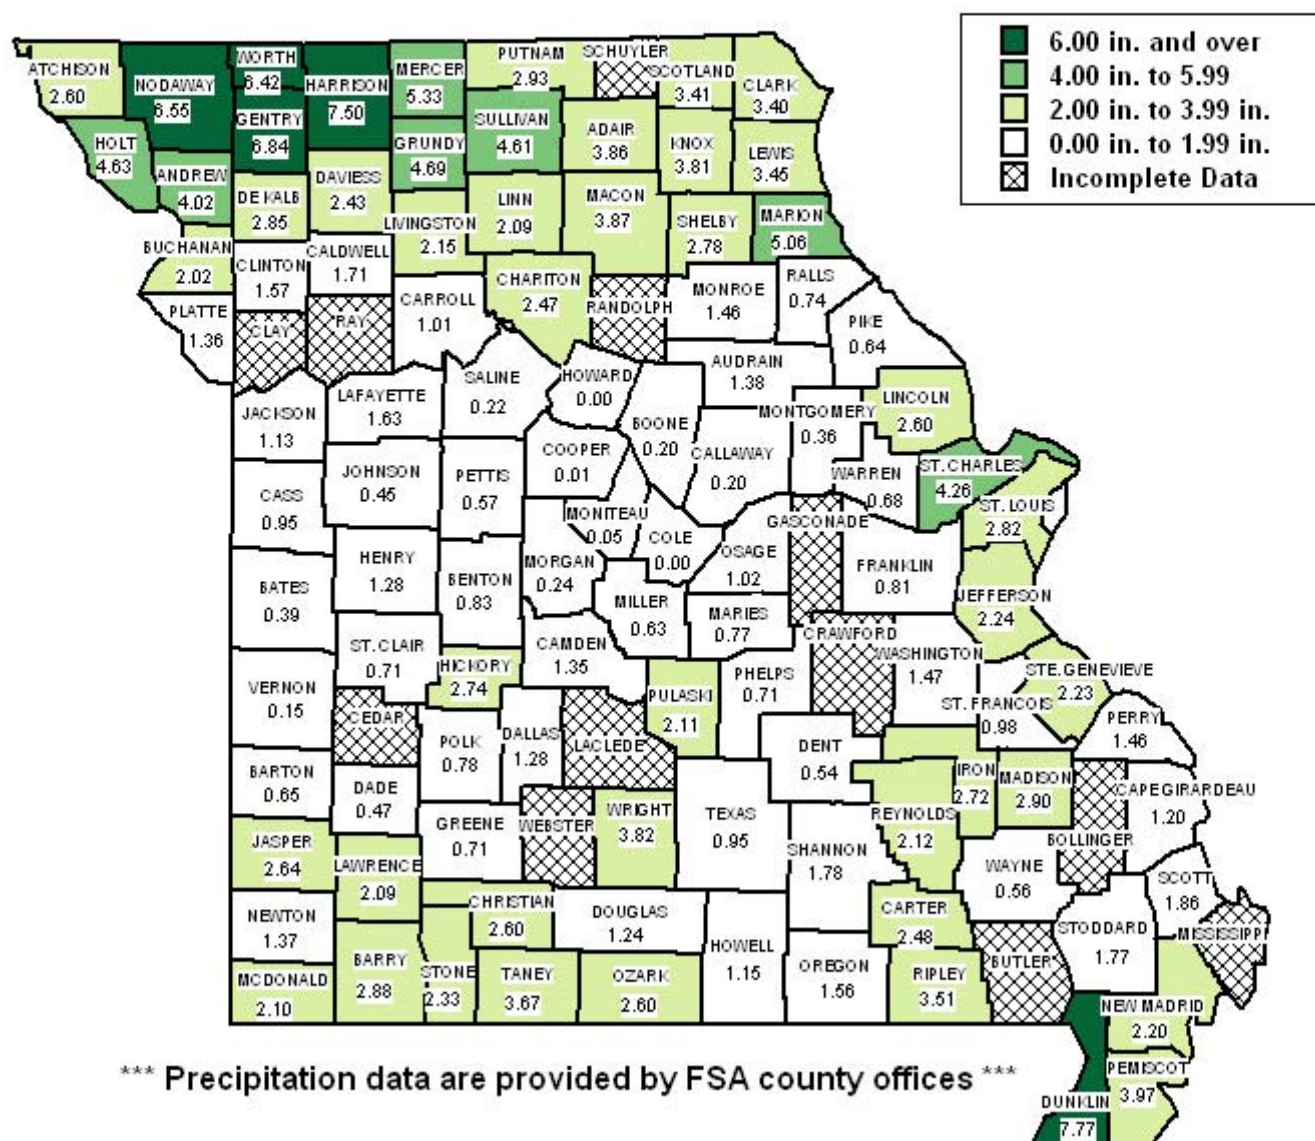 6.00 in. and over
4.00 in. to 5.99
2.00 in. to 3.99 in.
0.00 in. to 1.99 in.
Incomplete Data
ATCHISON
2.60
NODAWAY
6.55
WORTH
6.42
HARRISON
7.50
MERCER
5.33
PUTNAM
2.93
SCHUYLER
SCOTLAND
3.41
CLARK
3.40
HOLT
4.63
ANDREW
4.02
GENTRY
6.84
DAVIESS
2.43
GRUNDY
4.69
SULLIVAN
4.61
ADAIR
3.86
KNOX
3.81
LEWIS
3.45
DE KALB
2.85
LIVINGSTON
2.15
LINN
2.09
MACON
3.87
SHELBY
2.78
MARION
5.06
BUCHANAN
2.02
CLINTON
1.57
CALDWELL
1.71
CARROLL
1.01
CHARITON
2.47
RANDOLPH
MONROE
1.46
RALLS
0.74
PIKE
0.64
PLATTE
1.36
CLAY
RAY
SALINE
0.22
HOWARD
0.00
AUDRAIN
1.38
JACKSON
1.13
LAFAYETTE
1.63
BOONE
0.20
CALLAWAY
0.20
MONTGOMERY
0.36
LINCOLN
2.60
CASS
0.95
JOHNSON
0.45
PETTIS
0.57
COOPER
0.01
MONITEAU
0.05
COLE
0.00
WARREN
0.68
ST. CHARLES
4.26
ST. LOUIS
2.82
GASCONADE
OSAGE
1.02
FRANKLIN
0.81
BATES
0.39
HENRY
1.28
BENTON
0.83
MORGAN
0.24
MILLER
0.63
MARIES
0.77
JEFFERSON
2.24
ST. CLAIR
0.71
HICKORY
2.74
CAMDEN
1.35
PULASKI
2.11
PHELPS
0.71
CRAWFORD
WASHINGTON
1.47
STE. GENEVIEVE
2.23
ST. FRANCOIS
0.98
PERRY
1.46
VERNON
0.15
CEDAR
POLK
0.78
DALLAS
1.28
LACLEDE
DENT
0.54
IRON
2.72
MADISON
2.90
CAPE GIRARDEAU
1.20
BARTON
0.65
DADE
0.47
GREENE
0.71
WEBSTER
WRIGHT
3.82
TEXAS
0.95
SHANNON
1.78
REYNOLDS
2.12
WAYNE
0.56
BOLLINGER
SCOTT
1.86
JASPER
2.64
LAWRENCE
2.09
CHRISTIAN
2.60
DOUGLAS
1.24
HOWELL
1.15
CARTER
2.48
STODDARD
1.77
MISSISSIPPI
NEWTON
1.37
BARRY
2.88
STONE
2.33
TANEY
3.67
OZARK
2.60
OREGON
1.56
RIPLEY
3.51
BUTLER
MCDONALD
2.10
NEW MADRID
2.20
PEMISCOT
3.97
DUNKLIN
7.77
*** Precipitation data are provided by FSA county offices ***